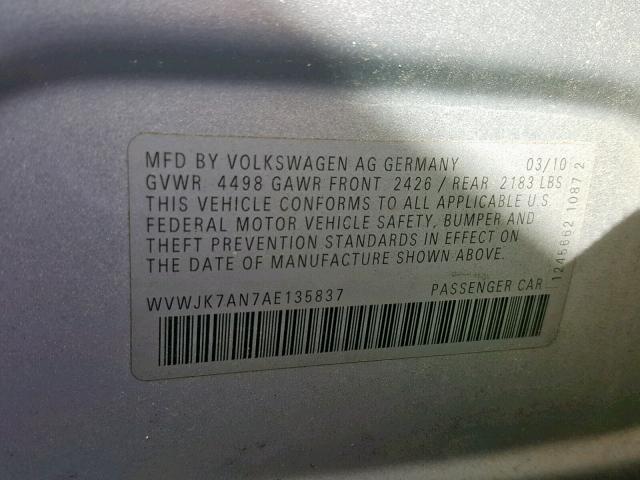 MFD BY VOLKSWAGEN AG GERMANY 03/10
GVWR 4498 GAWR FRONT 2426 / REAR 2183 LBS
THIS VEHICLE CONFORMS TO ALL APPLICABLE U.S.
FEDERAL MOTOR VEHICLE SAFETY, BUMPER AND
THEFT PREVENTION STANDARDS IN EFFECT ON
THE DATE OF MANUFACTURE SHOWN ABOVE.
WVWJK7AN7AE135837 PASSENGER CAR
1245662 10872